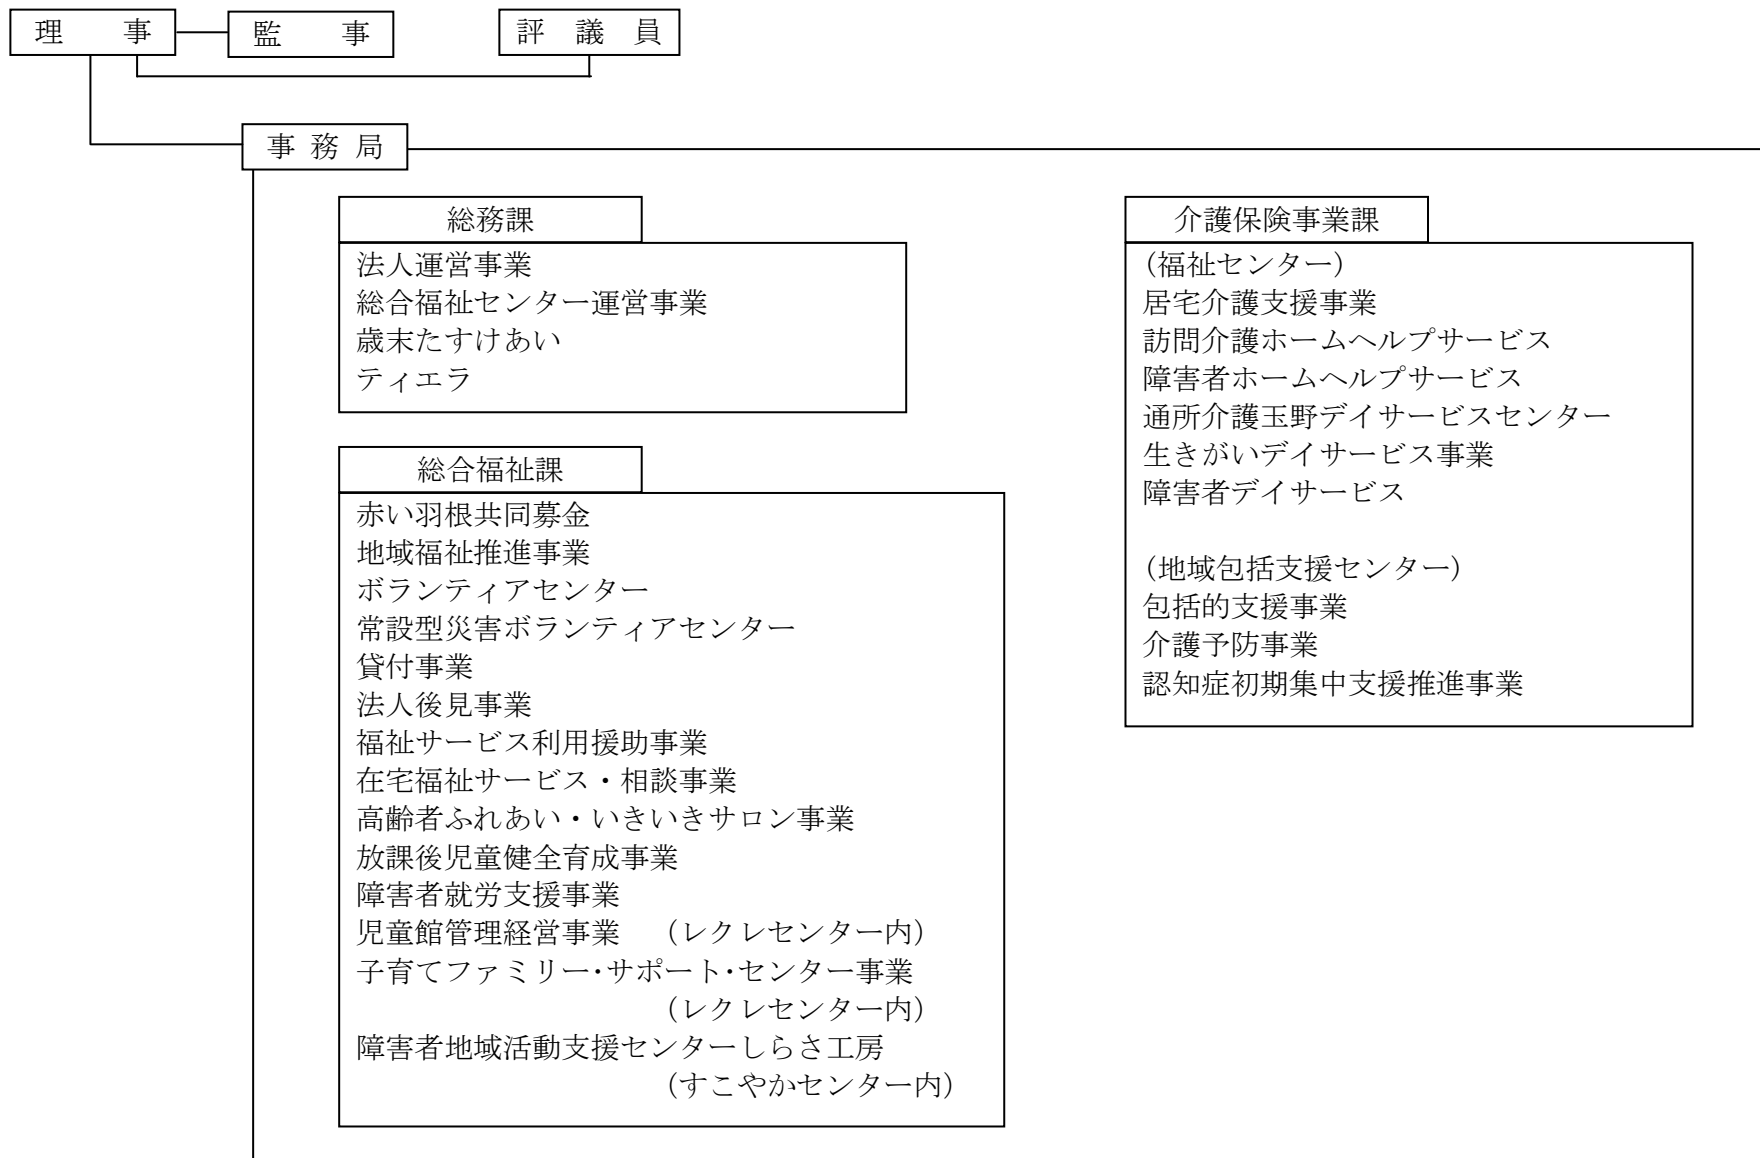 理　事
監　事
評 議 員
事 務 局
総務課
法人運営事業
総合福祉センター運営事業
歳末たすけあい
ティエラ
総合福祉課
赤い羽根共同募金
地域福祉推進事業
ボランティアセンター
常設型災害ボランティアセンター
貸付事業
法人後見事業
福祉サービス利用援助事業
在宅福祉サービス・相談事業
高齢者ふれあい・いきいきサロン事業
放課後児童健全育成事業
障害者就労支援事業
児童館管理経営事業　（レクレセンター内）
子育てファミリー・サポート・センター事業
（レクレセンター内）
障害者地域活動支援センターしらさ工房
（すこやかセンター内）
介護保険事業課
（福祉センター）
居宅介護支援事業
訪問介護ホームヘルプサービス
障害者ホームヘルプサービス
通所介護玉野デイサービスセンター
生きがいデイサービス事業
障害者デイサービス
（地域包括支援センター）
包括的支援事業
介護予防事業
認知症初期集中支援推進事業